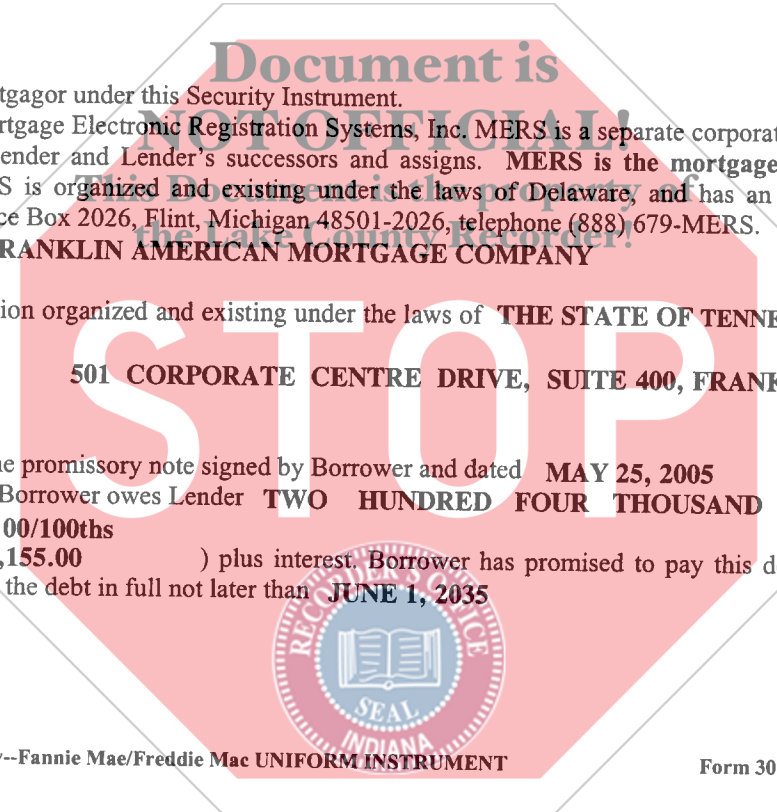 Document is
tgagor under this Security Instrument.
NOT OFFICIAL!
rtgage Electronic Registration Systems, Inc. MERS is a separate corporat
ender and Lender's successors and assigns. MERS is the mortgage
This Document is the property of
S is organized and existing under the laws of Delaware, and has an
ce Box 2026, Flint, Michigan 48501-2026, telephone (888) 679-MERS.
the Lake County Recorder!
RANKLIN AMERICAN MORTGAGE COMPANY
ion organized and existing under the laws of THE STATE OF TENNE
STOP
501 CORPORATE CENTRE DRIVE, SUITE 400, FRANK
e promissory note signed by Borrower and dated MAY 25, 2005
Borrower owes Lender TWO HUNDRED FOUR THOUSAND
00/100ths
,155.00 ) plus interest. Borrower has promised to pay this d
the debt in full not later than JUNE 1, 2035
RECORDER'S OFFICE
SEAL
INDIANA
--Fannie Mae/Freddie Mac UNIFORM INSTRUMENT
Form 30